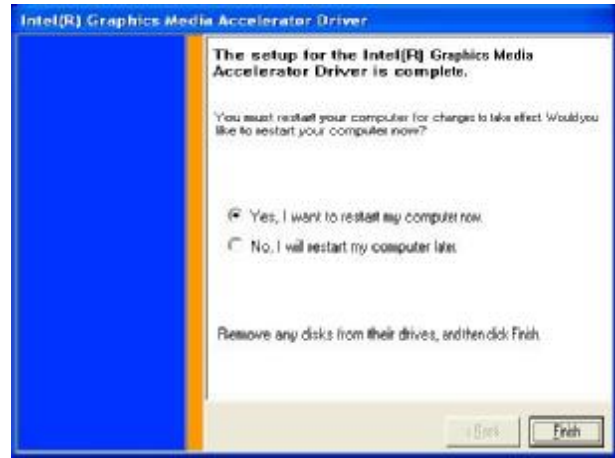 Intel(R) Graphics Media Accelerator Driver
The setup for the Intel(R) Graphics Media
Accelerator Driver is complete.
You must restart your computer for changes to take effect. Would you
like to restart your computer now?
Yes, I want to restart my computer now.
No, I will restart my computer later.
Remove any disks from their drives, and then click Finish.
< Back
Finish